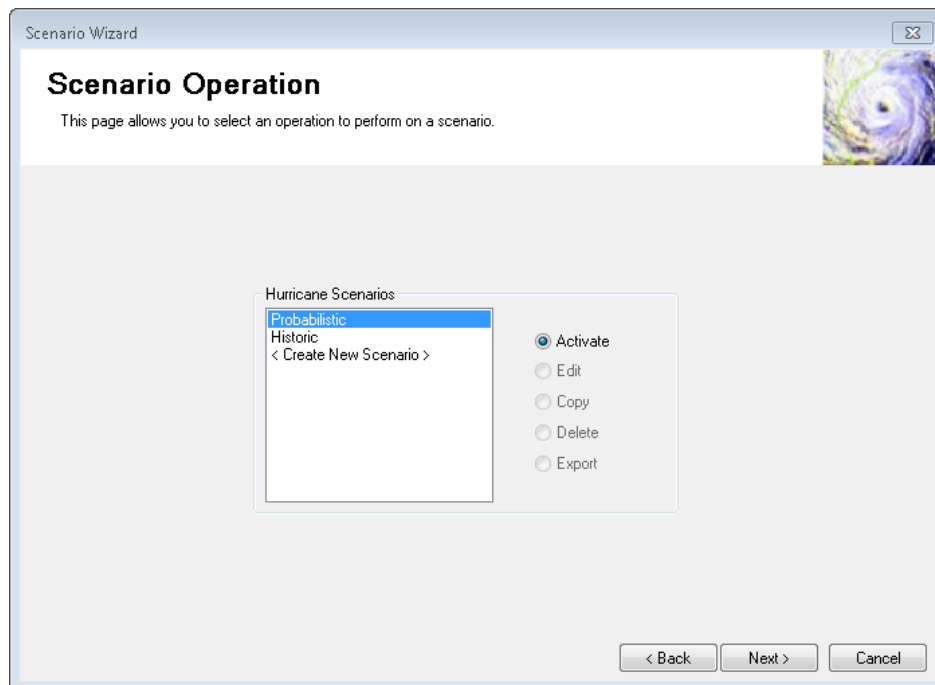 Scenario Wizard
Scenario Operation
This page allows you to select an operation to perform on a scenario.
Hurricane Scenarios
Probabilistic
Historic
< Create New Scenario >
Activate
Edit
Copy
Delete
Export
< Back
Next >
Cancel